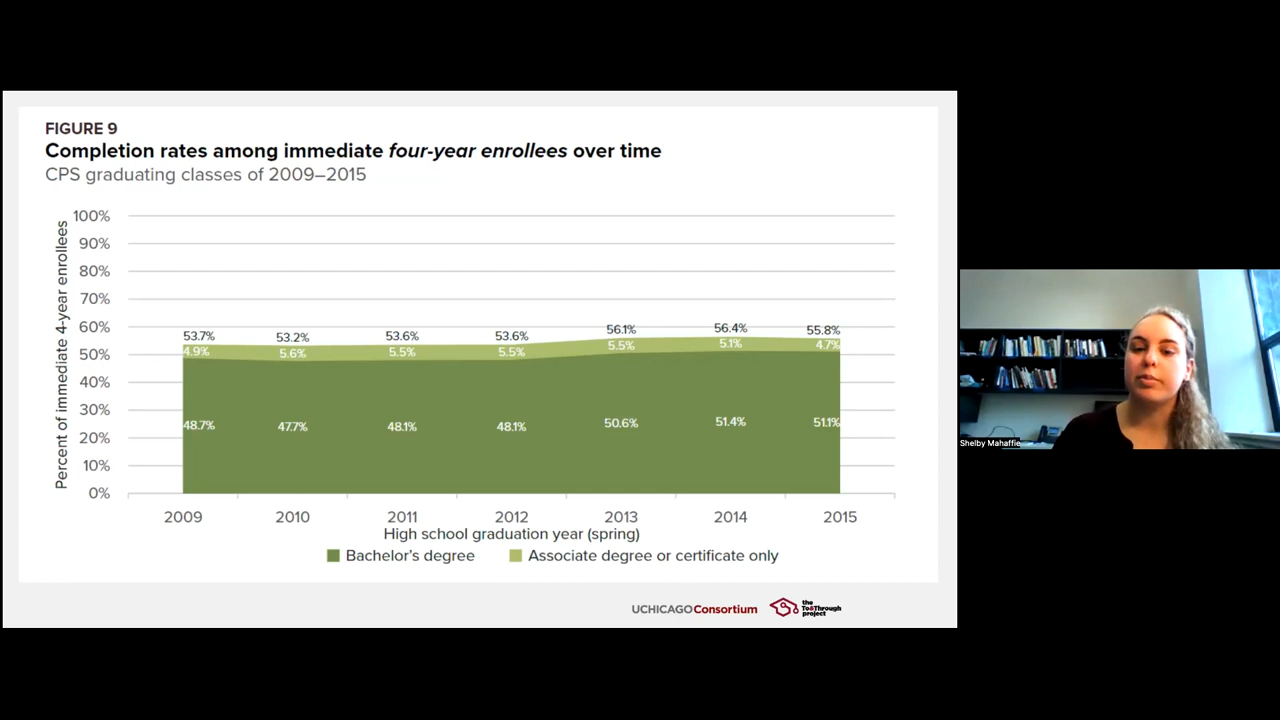 FIGURE 9
Completion rates among immediate four-year enrollees over time
CPS graduating classes of 2009–2015
Percent of immediate 4-year enrollees
100%
90%
80%
70%
60%
50%
40%
30%
20%
10%
0%
53.7% 53.2% 53.6% 53.6% 56.1% 56.4% 55.8%
4.9% 5.6% 5.5% 5.5% 5.5% 5.1% 4.7%
48.7% 47.7% 48.1% 48.1% 50.6% 51.4% 51.1%
2009 2010 2011 2012 2013 2014 2015
High school graduation year (spring)
Bachelor's degree Associate degree or certificate only
UCHICAGO Consortium
the
To&Through
project
Shelby Mahaffie